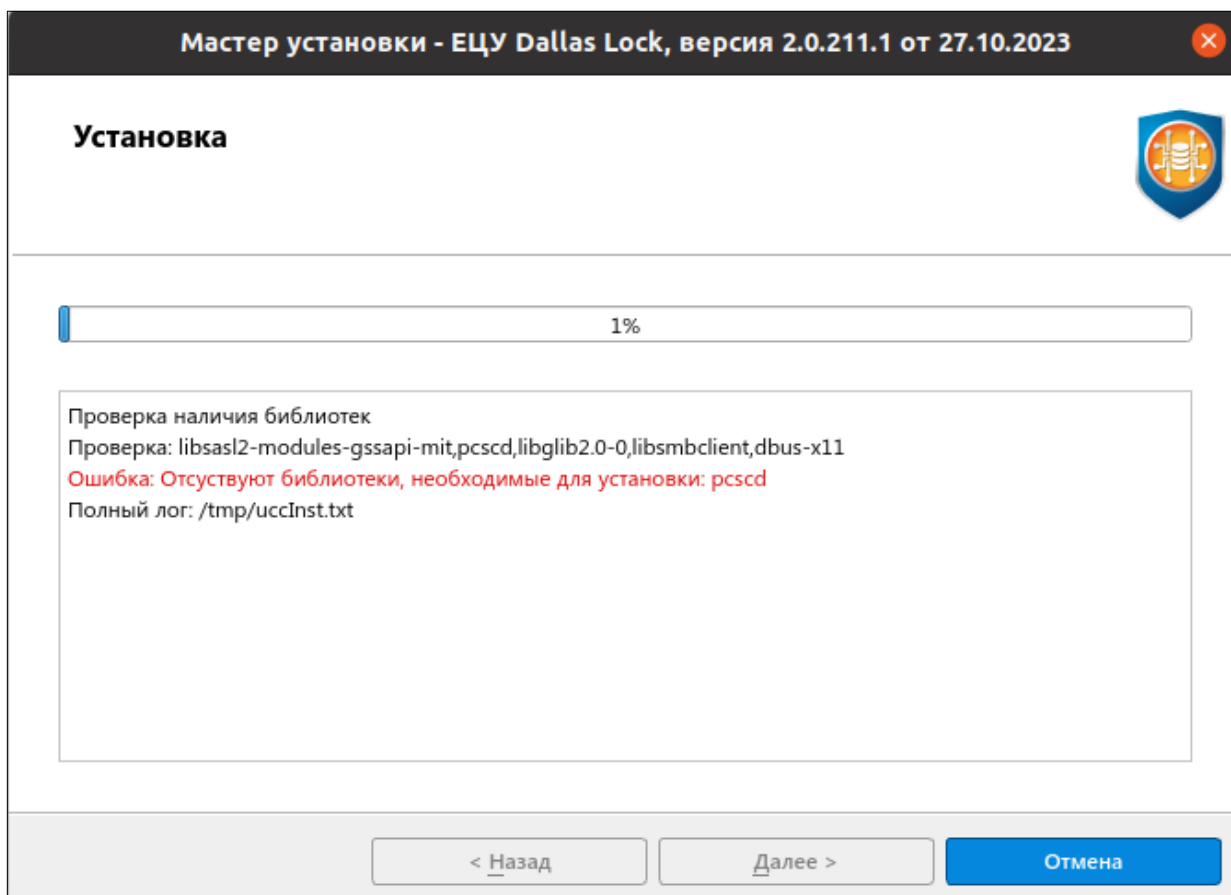 Мастер установки - ЕЦУ Dallas Lock, версия 2.0.211.1 от 27.10.2023
Установка
1%
Проверка наличия библиотек
Проверка: libsasl2-modules-gssapi-mit,pcscd,libglib2.0-0,libsmbclient,dbus-x11
Ошибка: Отсуствуют библиотеки, необходимые для установки: pcscd
Полный лог: /tmp/uccInst.txt
< Назад
Далее >
Отмена